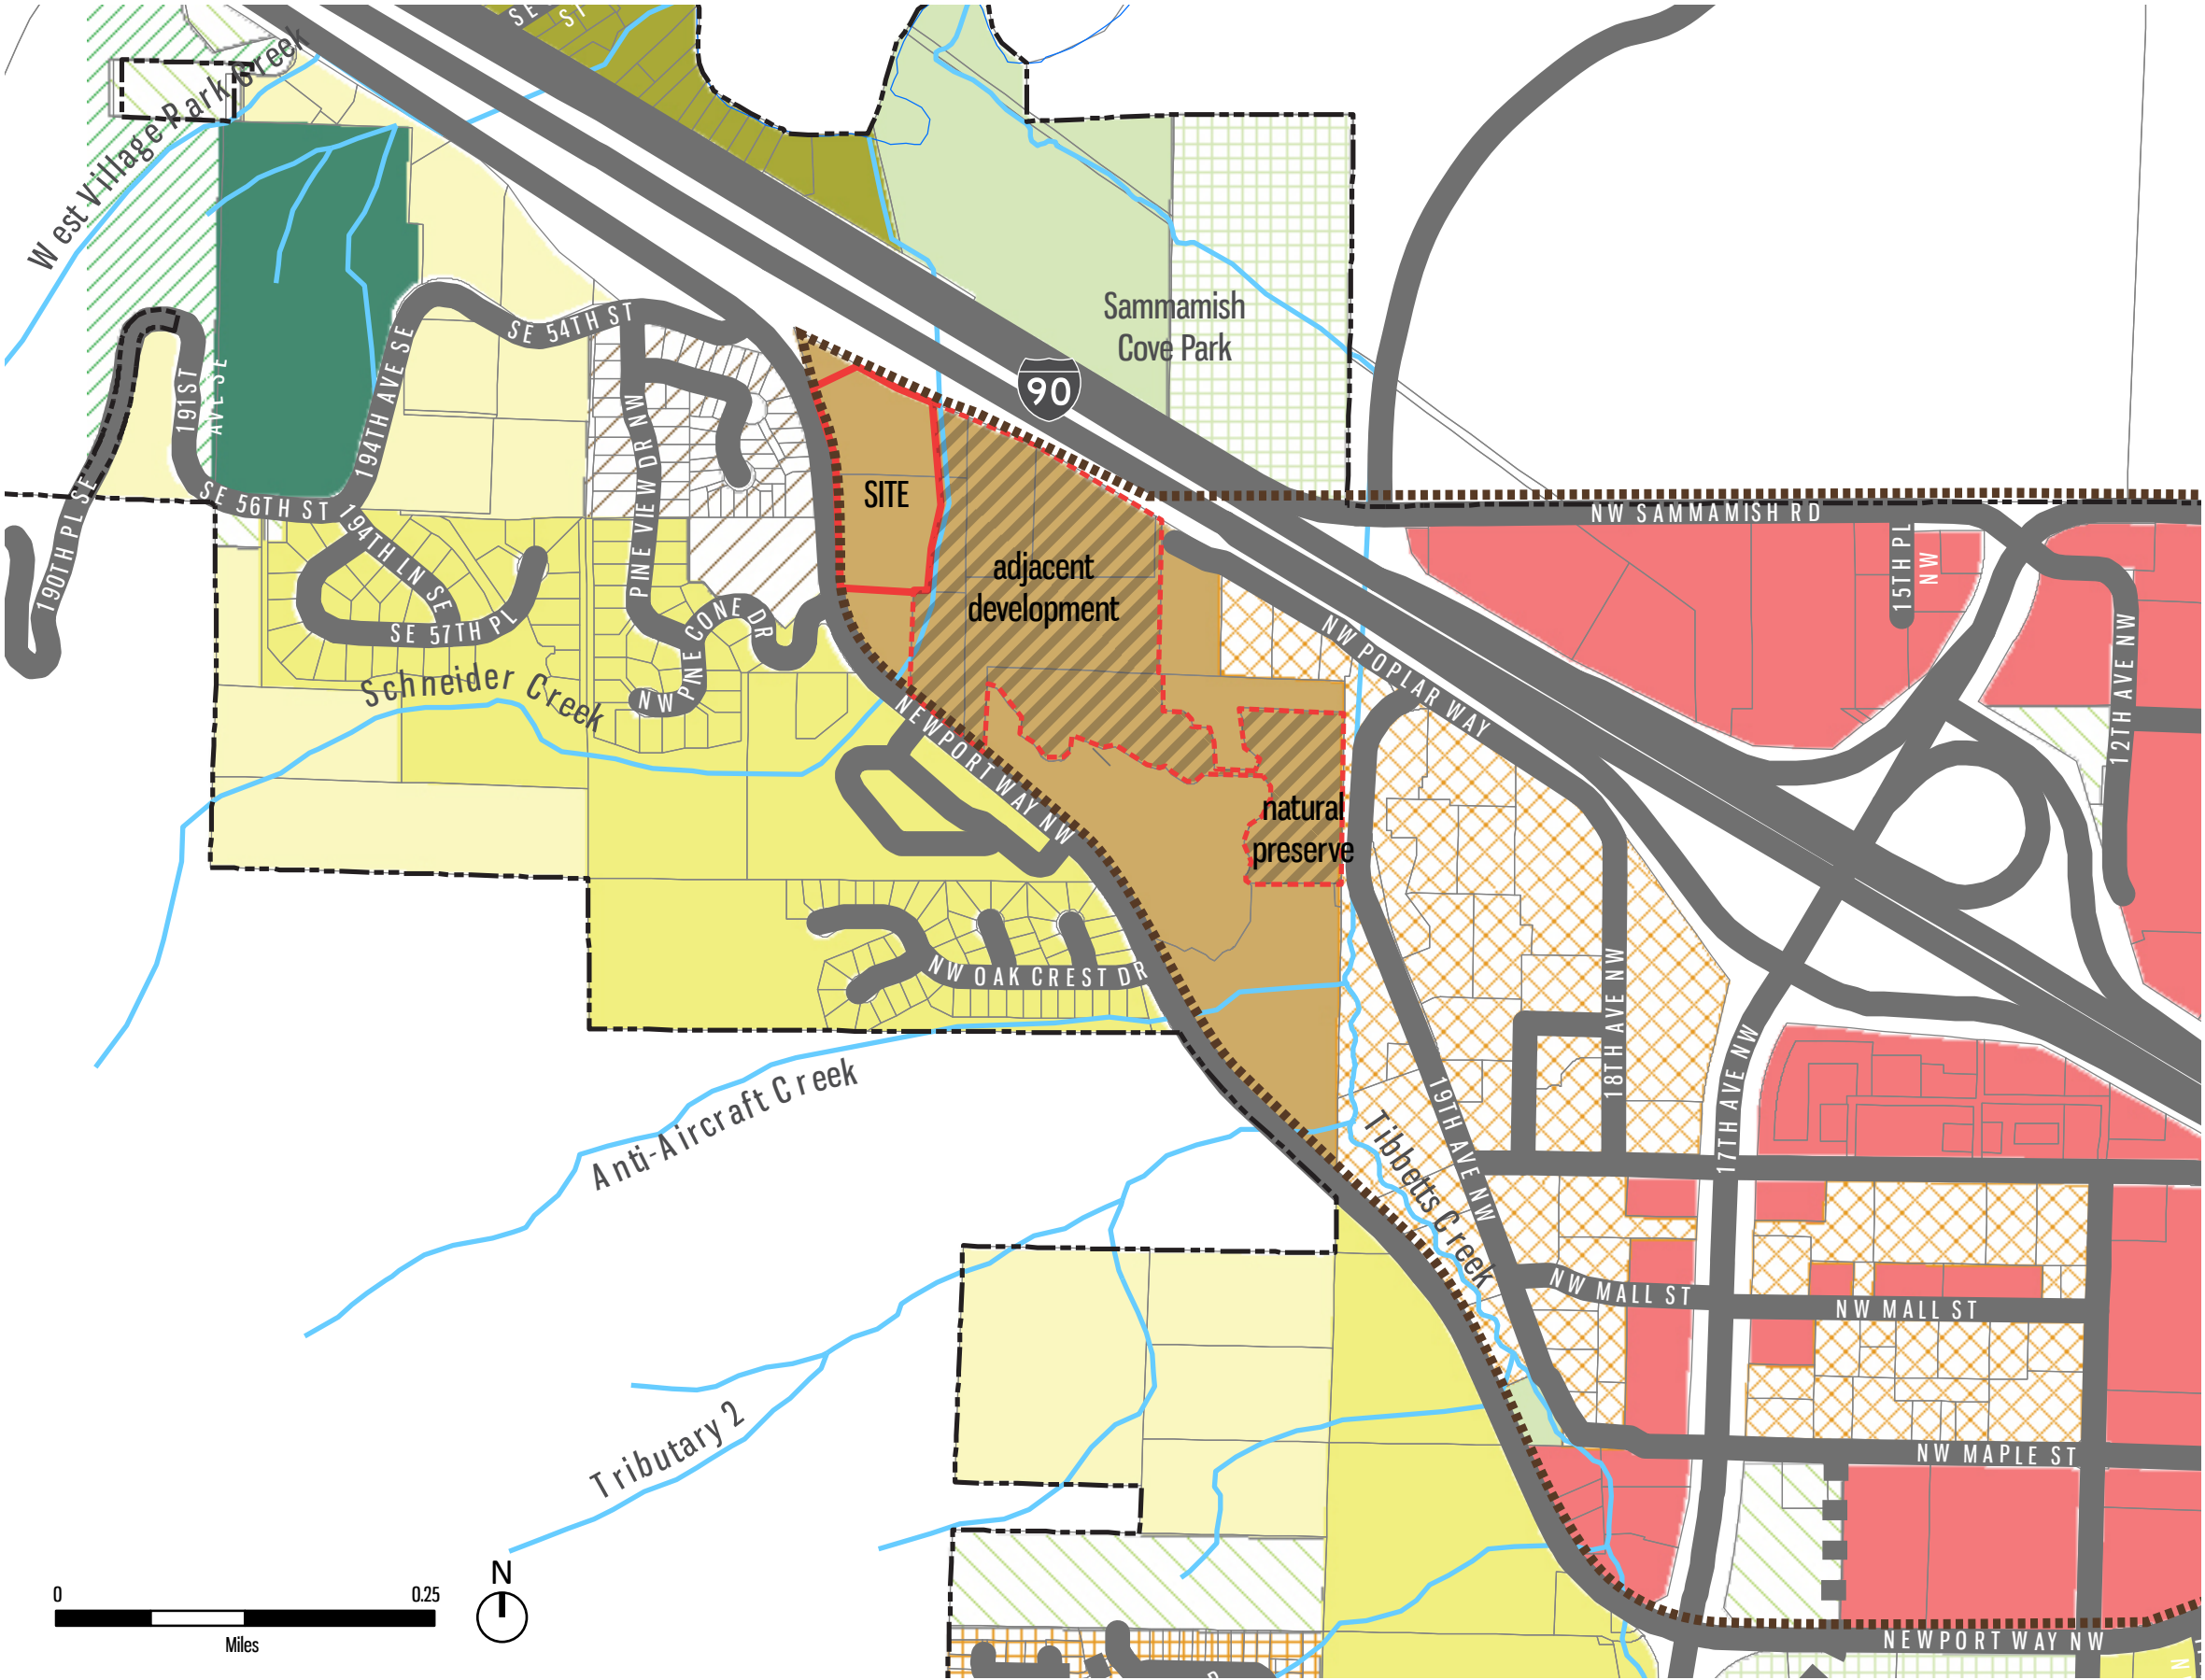 SE
ST
West Village Park Creek
Sammamish
Cove Park
90
SE 54TH ST
191ST
AVE SE
194TH AVE SE
PINE VIEW DR NW
SITE
SE 56TH ST
194TH LN SE
190TH PL SE
SE 57TH PL
NW SAMMAMISH RD
15TH PL
NW
adjacent
development
NW PINE CONE DR
NW POPLAR WAY
12TH AVE NW
Schneider Creek
NEWPORT WAY NW
natural
preserve
NW OAK CREST DR
18TH AVE NW
17TH AVE NW
19TH AVE NW
Anti-Aircraft Creek
Tibbetts Creek
NW MALL ST
NW MALL ST
Tributary 2
NW MAPLE ST
N
0
0.25
Miles
NEWPORT WAY NW